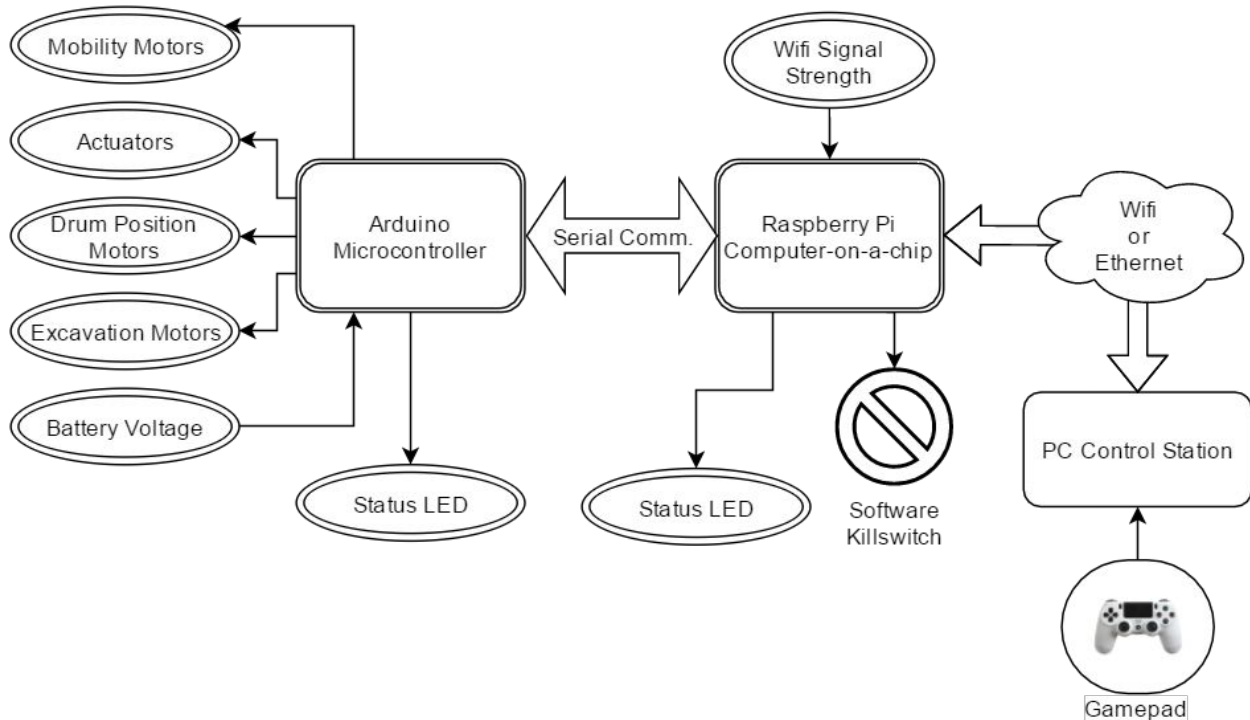 Mobility Motors
Actuators
Drum Position
Motors
Excavation Motors
Battery Voltage
Arduino
Microcontroller
Status LED
Serial Comm.
Wifi Signal
Strength
Raspberry Pi
Computer-on-a-chip
Status LED
Software
Killswitch
Wifi
or
Ethernet
PC Control Station
Gamepad